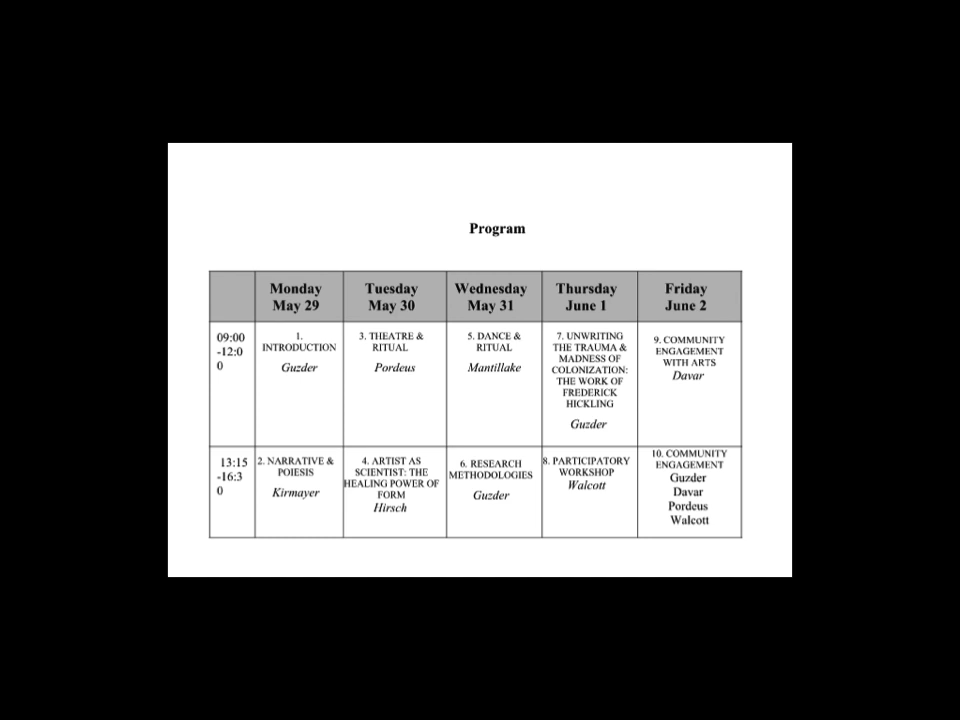 Program
Monday
May 29
Tuesday
May 30
Wednesday
May 31
Thursday
June 1
Friday
June 2
09:00
-12:0
0
1.
INTRODUCTION
Guzder
3. THEATRE &
RITUAL
Pordeus
5. DANCE &
RITUAL
Mantillake
7. UNWRITING
THE TRAUMA &
MADNESS OF
COLONIZATION:
THE WORK OF
FREDERICK
HICKLING
Guzder
9. COMMUNITY
ENGAGEMENT
WITH ARTS
Davar
13:15
-16:3
0
2. NARRATIVE &
POIESIS
Kirmayer
4. ARTIST AS
SCIENTIST: THE
HEALING POWER OF
FORM
Hirsch
6. RESEARCH
METHODOLOGIES
Guzder
8. PARTICIPATORY
WORKSHOP
Walcott
10. COMMUNITY
ENGAGEMENT
Guzder
Davar
Pordeus
Walcott